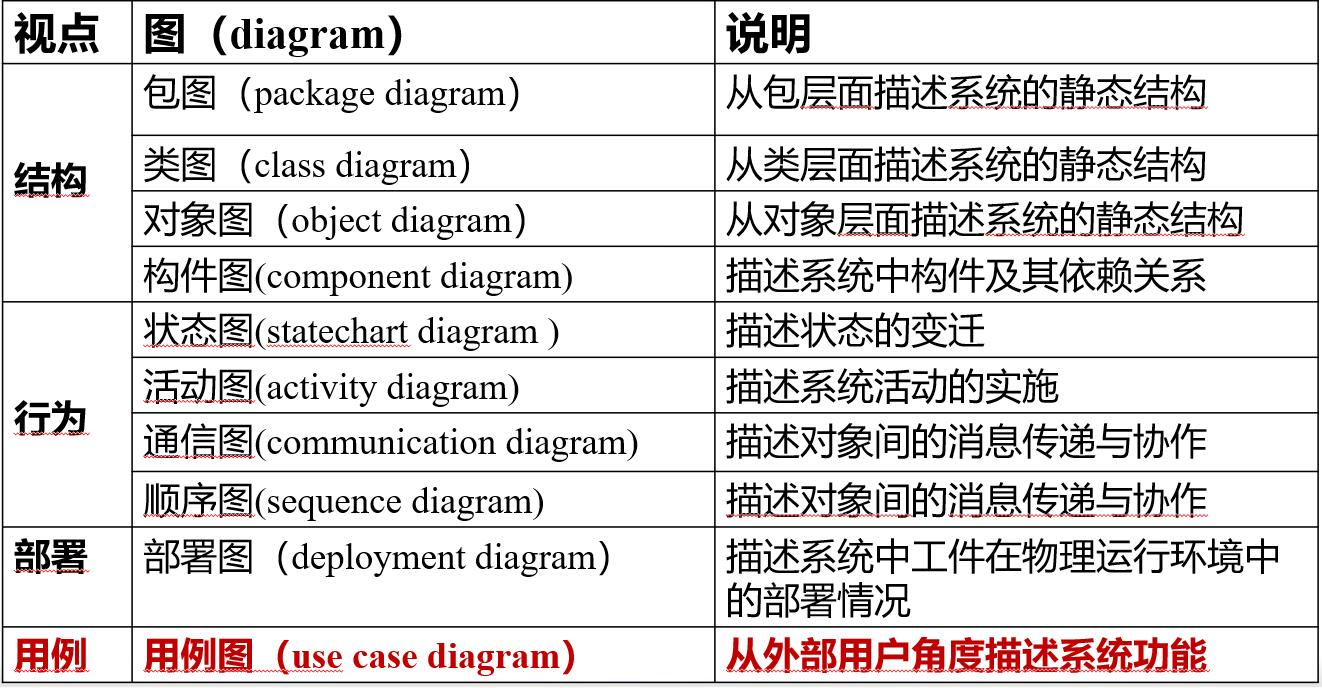 视点 图（diagram） 说明
结构 包图（package diagram） 从包层面描述系统的静态结构
类图（class diagram） 从类层面描述系统的静态结构
对象图（object diagram） 从对象层面描述系统的静态结构
构件图(component diagram) 描述系统中构件及其依赖关系
行为 状态图(statechart diagram ) 描述状态的变迁
活动图(activity diagram) 描述系统活动的实施
通信图(communication diagram) 描述对象间的消息传递与协作
顺序图(sequence diagram) 描述对象间的消息传递与协作
部署 部署图（deployment diagram） 描述系统中工件在物理运行环境中
的部署情况
用例 用例图（use case diagram） 从外部用户角度描述系统功能